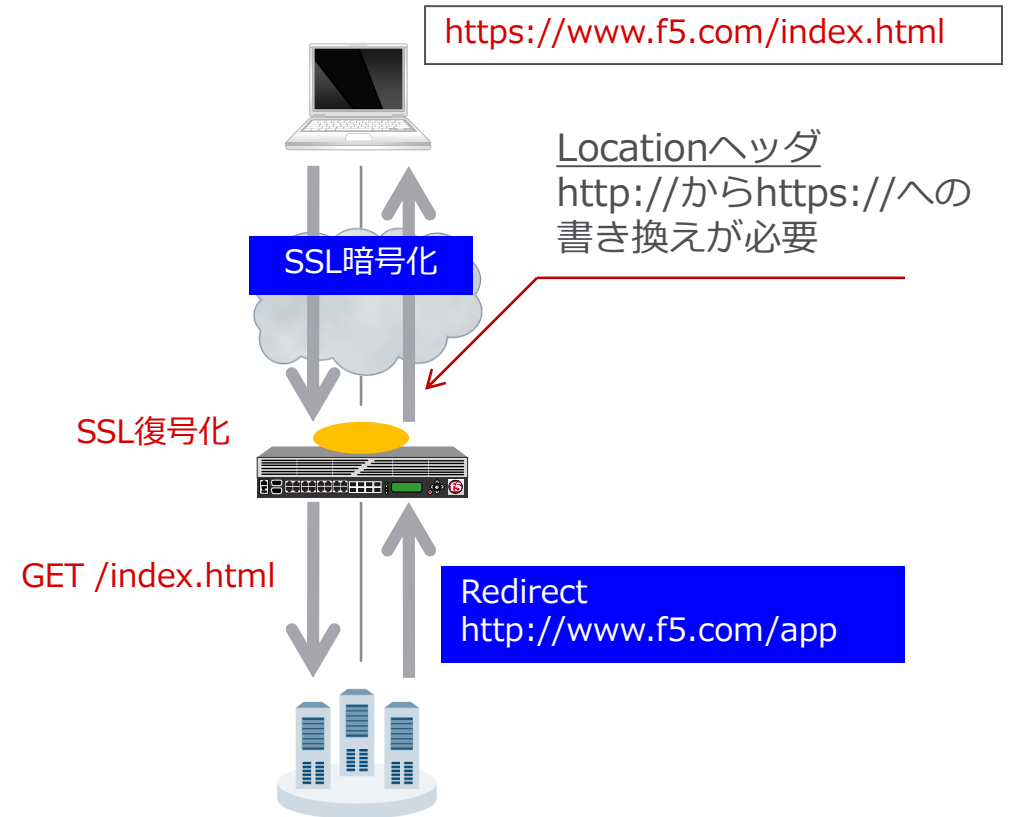 https://www.f5.com/index.html
Locationヘッダ
http://からhttps://への
書き換えが必要
SSL暗号化
SSL復号化
f5
GET /index.html
Redirect
http://www.f5.com/app